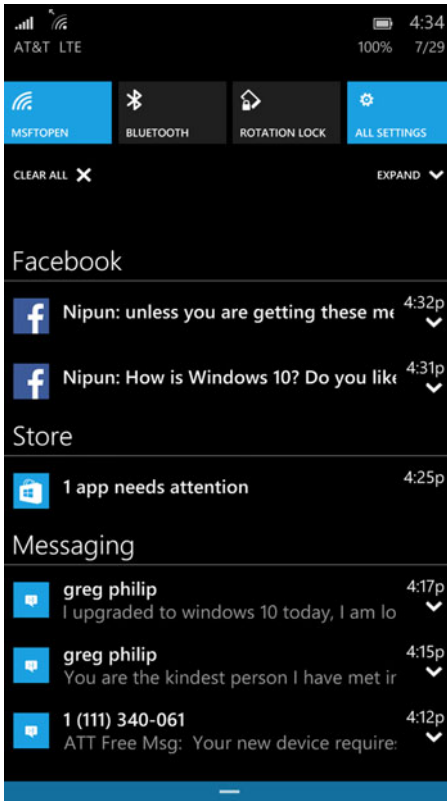 4:34
AT&T LTE 100% 7/29
MSFTOPEN BLUETOOTH ROTATION LOCK ALL SETTINGS
CLEAR ALL EXPAND
Facebook
Nipun: unless you are getting these me 4:32p
Nipun: How is Windows 10? Do you like 4:31p
Store
1 app needs attention 4:25p
Messaging
greg philip 4:17p
I upgraded to windows 10 today, I am lo
greg philip 4:15p
You are the kindest person I have met in
1 (111) 340-061 4:12p
ATT Free Msg: Your new device require